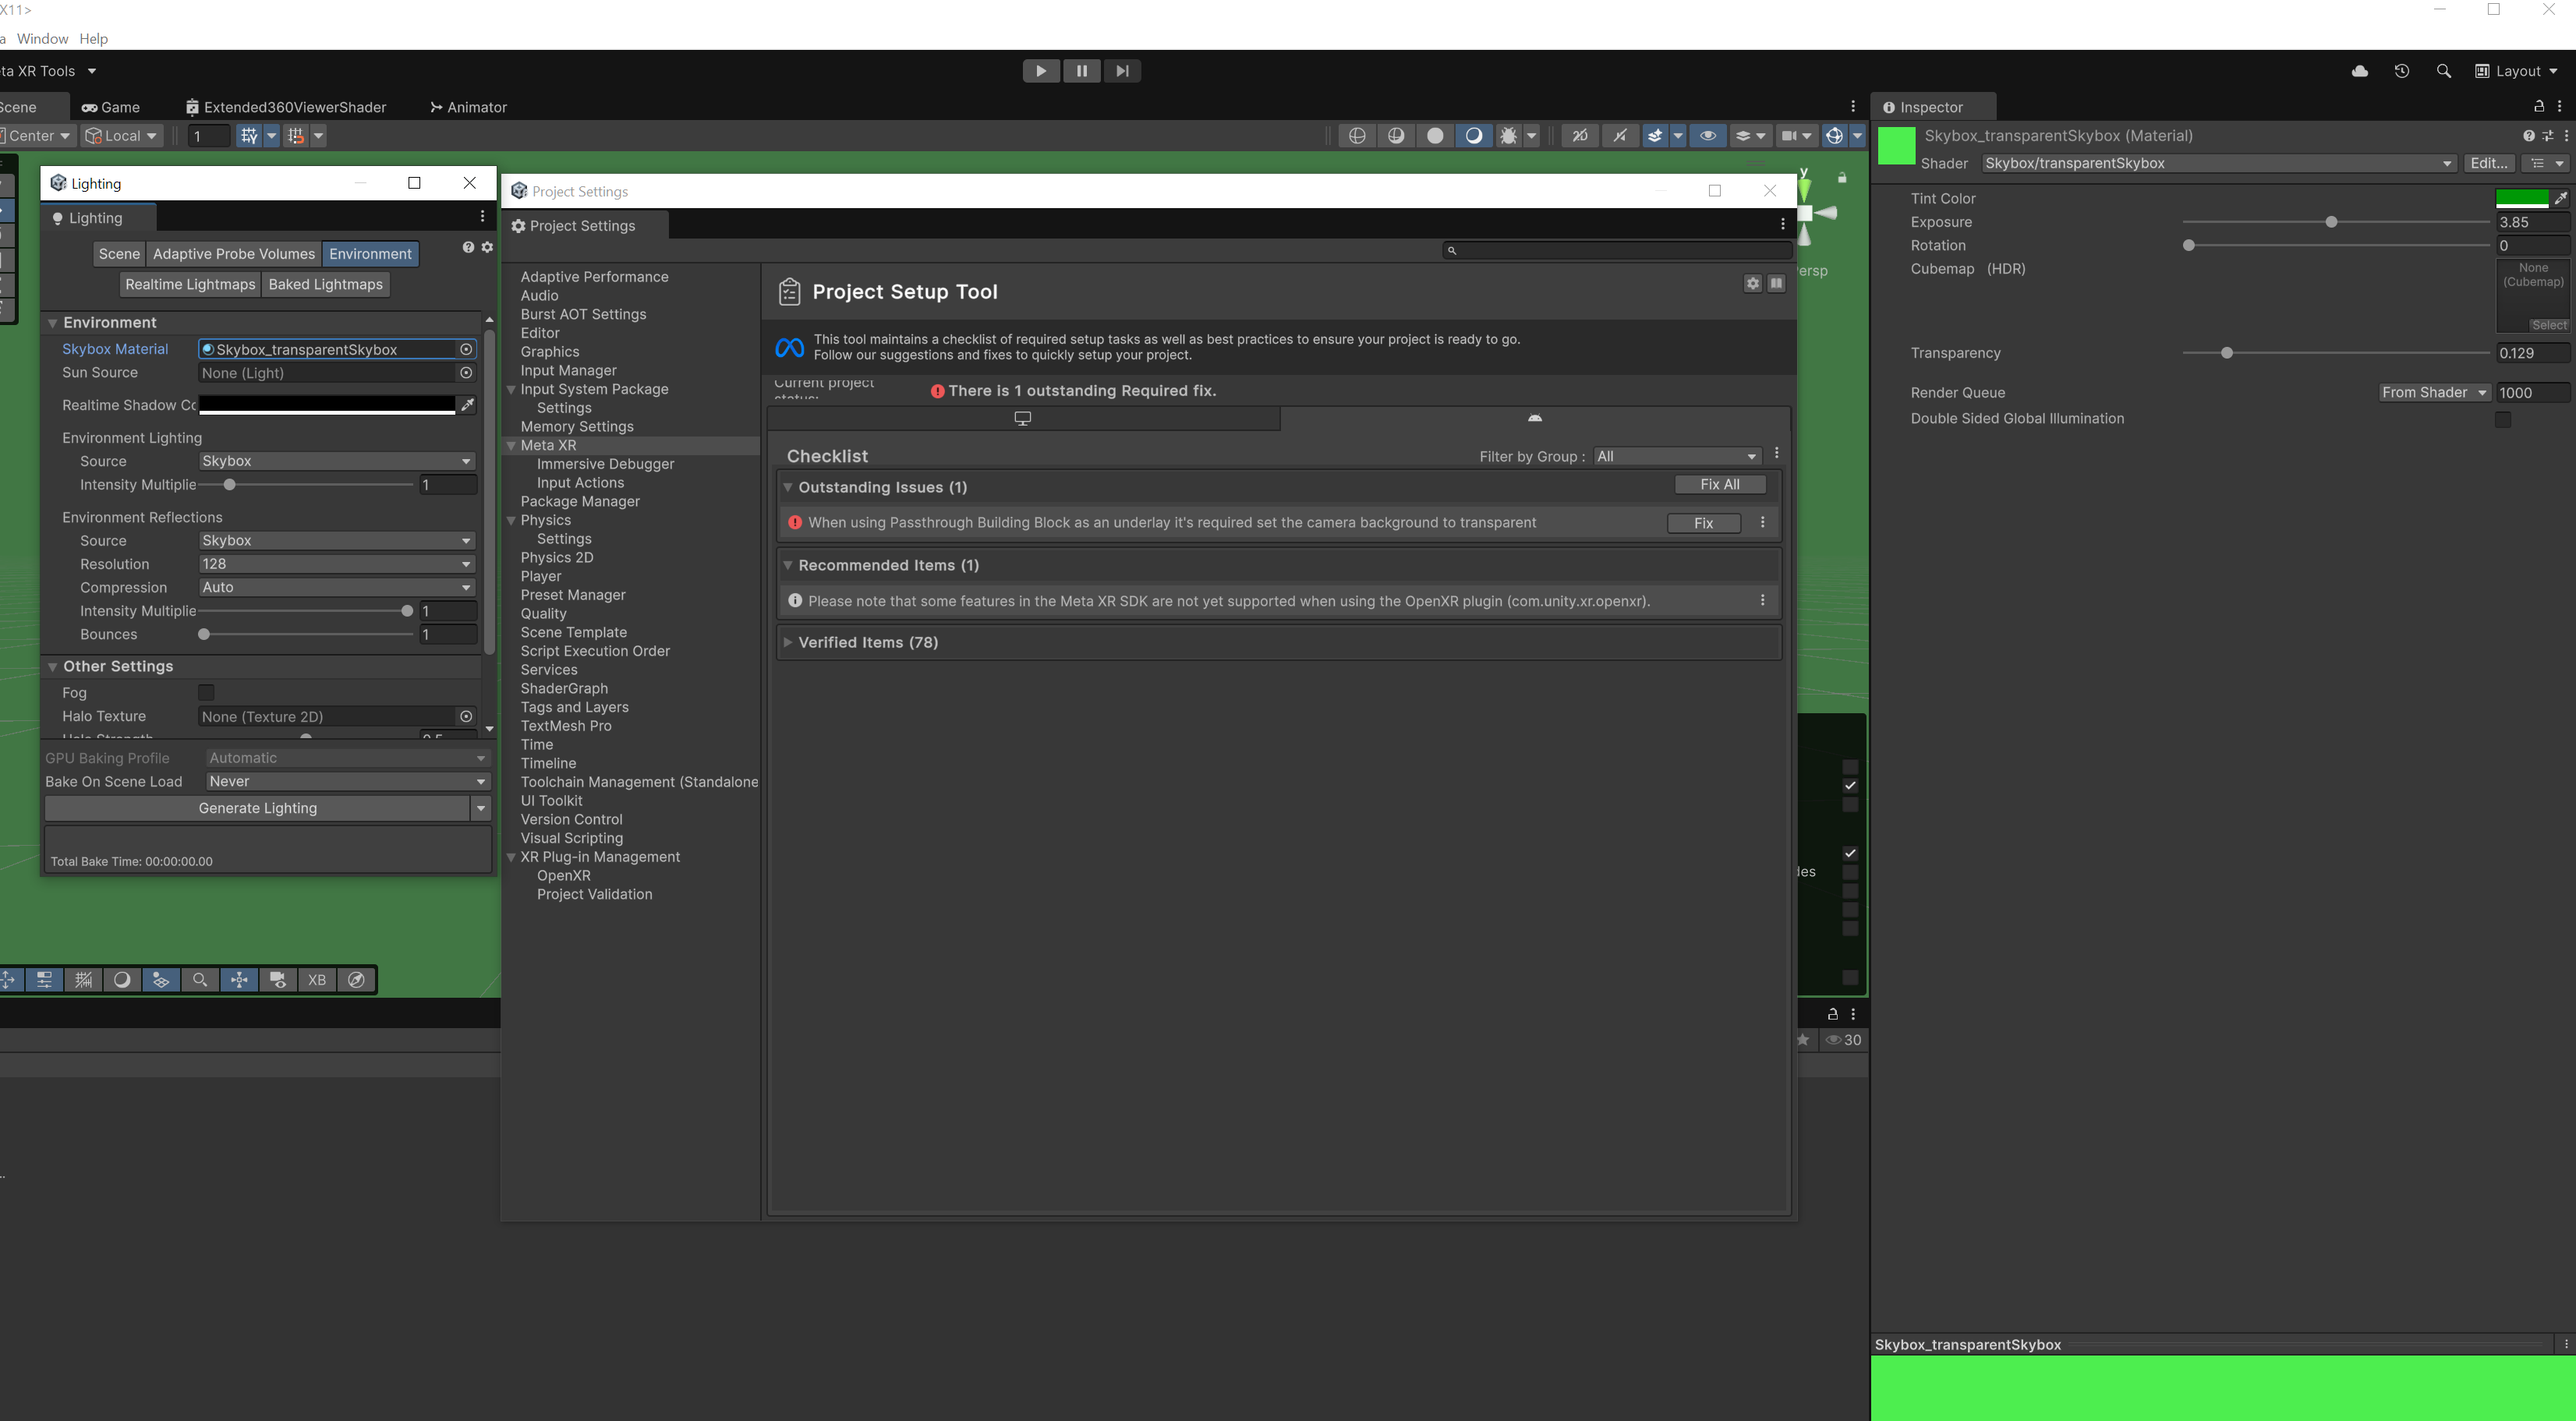 X11>
a Window Help
ta XR Tools
Layout
Scene
Game
Extended360ViewerShader
Animator
Inspector
Center
Local
1
2D
Skybox_transparentSkybox (Material)
Shader
Skybox/transparentSkybox
Edit...
Tint Color
Exposure
3.85
Rotation
0
Cubemap (HDR)
None
(Cubemap)
Select
Transparency
0.129
Render Queue
From Shader
1000
Double Sided Global Illumination
y
ersp
Lighting
Lighting
Scene
Adaptive Probe Volumes
Environment
Realtime Lightmaps
Baked Lightmaps
Environment
Skybox Material
Skybox_transparentSkybox
Sun Source
None (Light)
Realtime Shadow Co
Environment Lighting
Source
Skybox
Intensity Multiplie
1
Environment Reflections
Source
Skybox
Resolution
128
Compression
Auto
Intensity Multiplie
1
Bounces
1
Other Settings
Fog
Halo Texture
None (Texture 2D)
Halo Strength
0.5
GPU Baking Profile
Automatic
Bake On Scene Load
Never
Generate Lighting
Total Bake Time: 00:00:00.00
XB
Project Settings
Project Settings
Adaptive Performance
Audio
Burst AOT Settings
Editor
Graphics
Input Manager
Input System Package
Settings
Memory Settings
Meta XR
Immersive Debugger
Input Actions
Package Manager
Physics
Settings
Physics 2D
Player
Preset Manager
Quality
Scene Template
Script Execution Order
Services
ShaderGraph
Tags and Layers
TextMesh Pro
Time
Timeline
Toolchain Management (Standalone
UI Toolkit
Version Control
Visual Scripting
XR Plug-in Management
OpenXR
Project Validation
Project Setup Tool
This tool maintains a checklist of required setup tasks as well as best practices to ensure your project is ready to go.
Follow our suggestions and fixes to quickly setup your project.
Current project
status:
There is 1 outstanding Required fix.
Checklist
Filter by Group :
All
Outstanding Issues (1)
Fix All
When using Passthrough Building Block as an underlay it's required set the camera background to transparent
Fix
Recommended Items (1)
Please note that some features in the Meta XR SDK are not yet supported when using the OpenXR plugin (com.unity.xr.openxr).
Verified Items (78)
des
30
..
Skybox_transparentSkybox